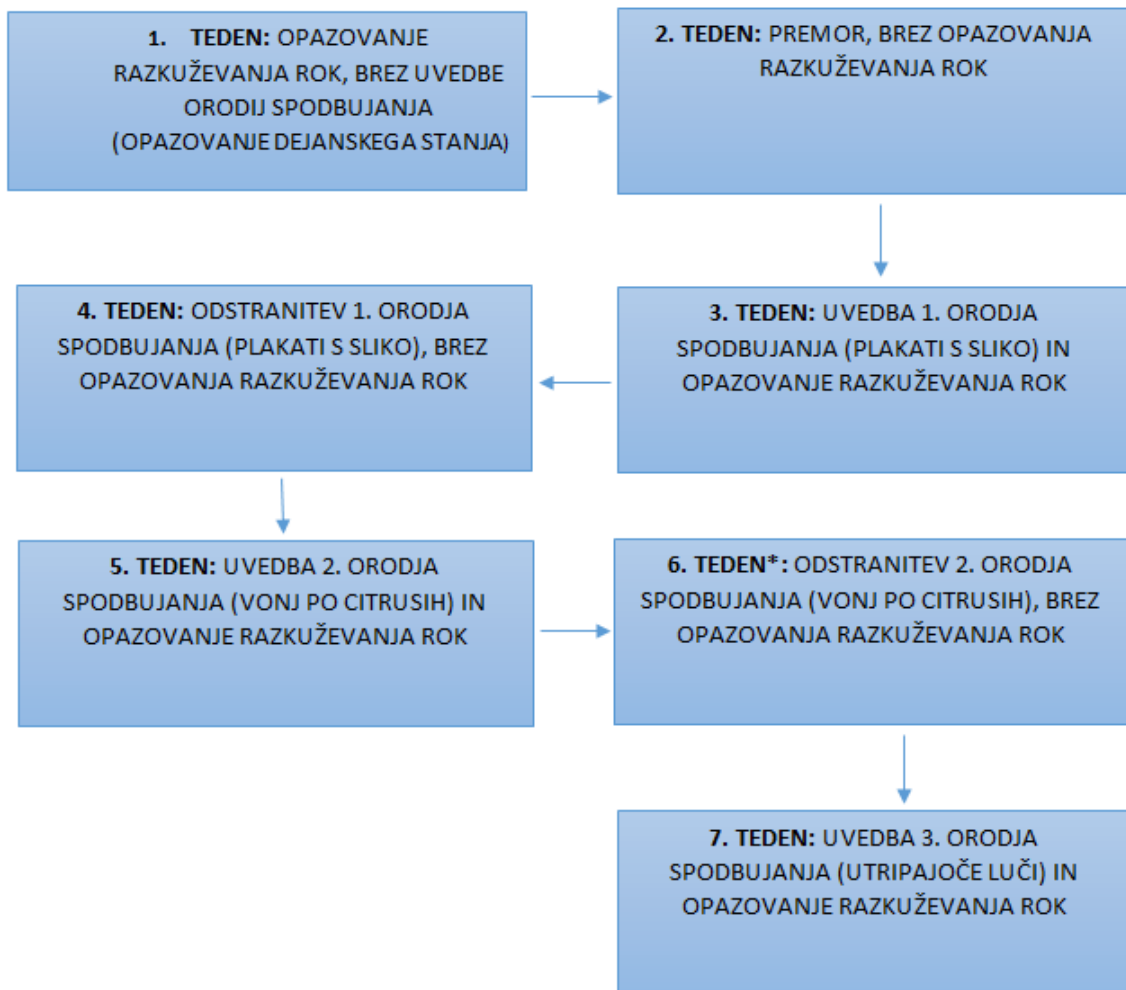 1. TEDEN: OPAZOVANJE
RAZKUŽEVANJA ROK, BREZ UVEDBE
ORODIJ SPODBUJANJA
(OPAZOVANJE DEJANSKEGA STANJA)
2. TEDEN: PREMOR, BREZ OPAZOVANJA
RAZKUŽEVANJA ROK
3. TEDEN: UVEDBA 1. ORODJA
SPODBUJANJA (PLAKATI S SLIKO) IN
OPAZOVANJE RAZKUŽEVANJA ROK
4. TEDEN: ODSTRANITEV 1. ORODJA
SPODBUJANJA (PLAKATI S SLIKO), BREZ
OPAZOVANJA RAZKUŽEVANJA ROK
5. TEDEN: UVEDBA 2. ORODJA
SPODBUJANJA (VONJ PO CITRUSIH) IN
OPAZOVANJE RAZKUŽEVANJA ROK
6. TEDEN*: ODSTRANITEV 2. ORODJA
SPODBUJANJA (VONJ PO CITRUSIH), BREZ
OPAZOVANJA RAZKUŽEVANJA ROK
7. TEDEN: UVEDBA 3. ORODJA
SPODBUJANJA (UTRIPAJOČE LUČI) IN
OPAZOVANJE RAZKUŽEVANJA ROK